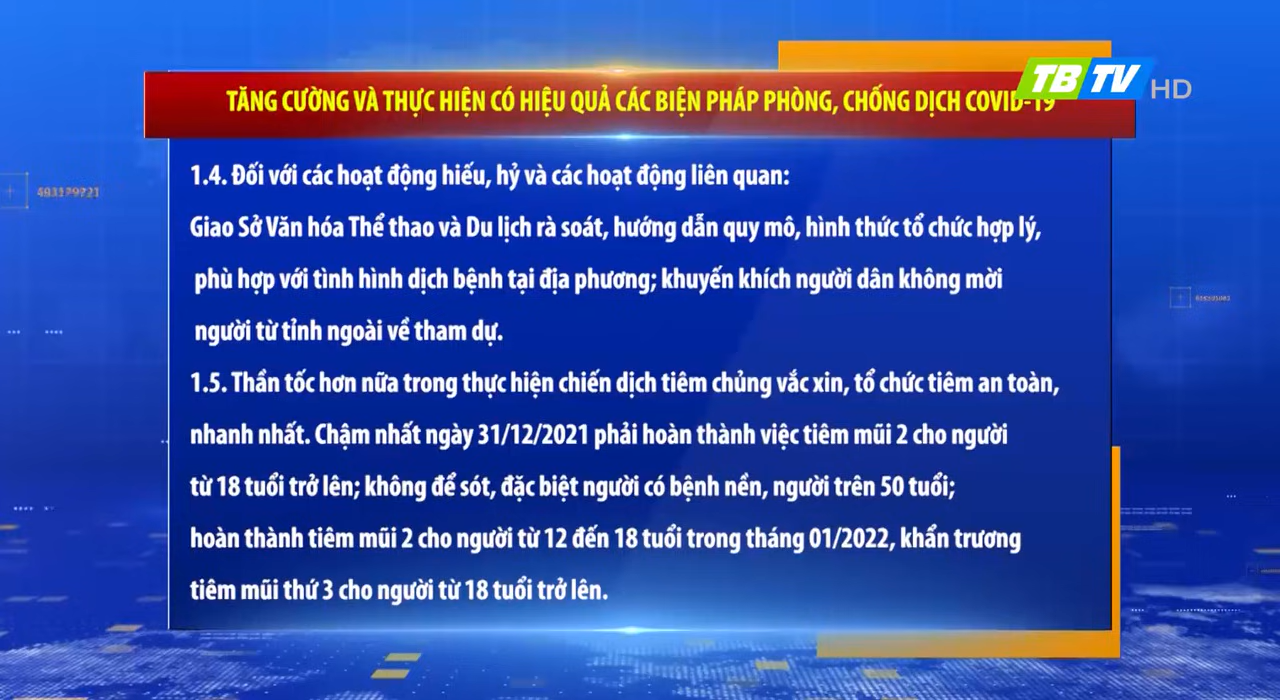 TBTV HD
TĂNG CƯỜNG VÀ THỰC HIỆN CÓ HIỆU QUẢ CÁC BIỆN PHÁP PHÒNG, CHỐNG DỊCH COVID-19
1.4. Đối với các hoạt động hiếu, hỷ và các hoạt động liên quan:
Giao Sở Văn hóa Thể thao và Du lịch rà soát, hướng dẫn quy mô, hình thức tổ chức hợp lý,
phù hợp với tình hình dịch bệnh tại địa phương; khuyến khích người dân không mời
người từ tỉnh ngoài về tham dự.
1.5. Thần tốc hơn nữa trong thực hiện chiến dịch tiêm chủng vắc xin, tổ chức tiêm an toàn,
nhanh nhất. Chậm nhất ngày 31/12/2021 phải hoàn thành việc tiêm mũi 2 cho người
từ 18 tuổi trở lên; không để sót, đặc biệt người có bệnh nền, người trên 50 tuổi;
hoàn thành tiêm mũi 2 cho người từ 12 đến 18 tuổi trong tháng 01/2022, khẩn trương
tiêm mũi thứ 3 cho người từ 18 tuổi trở lên.